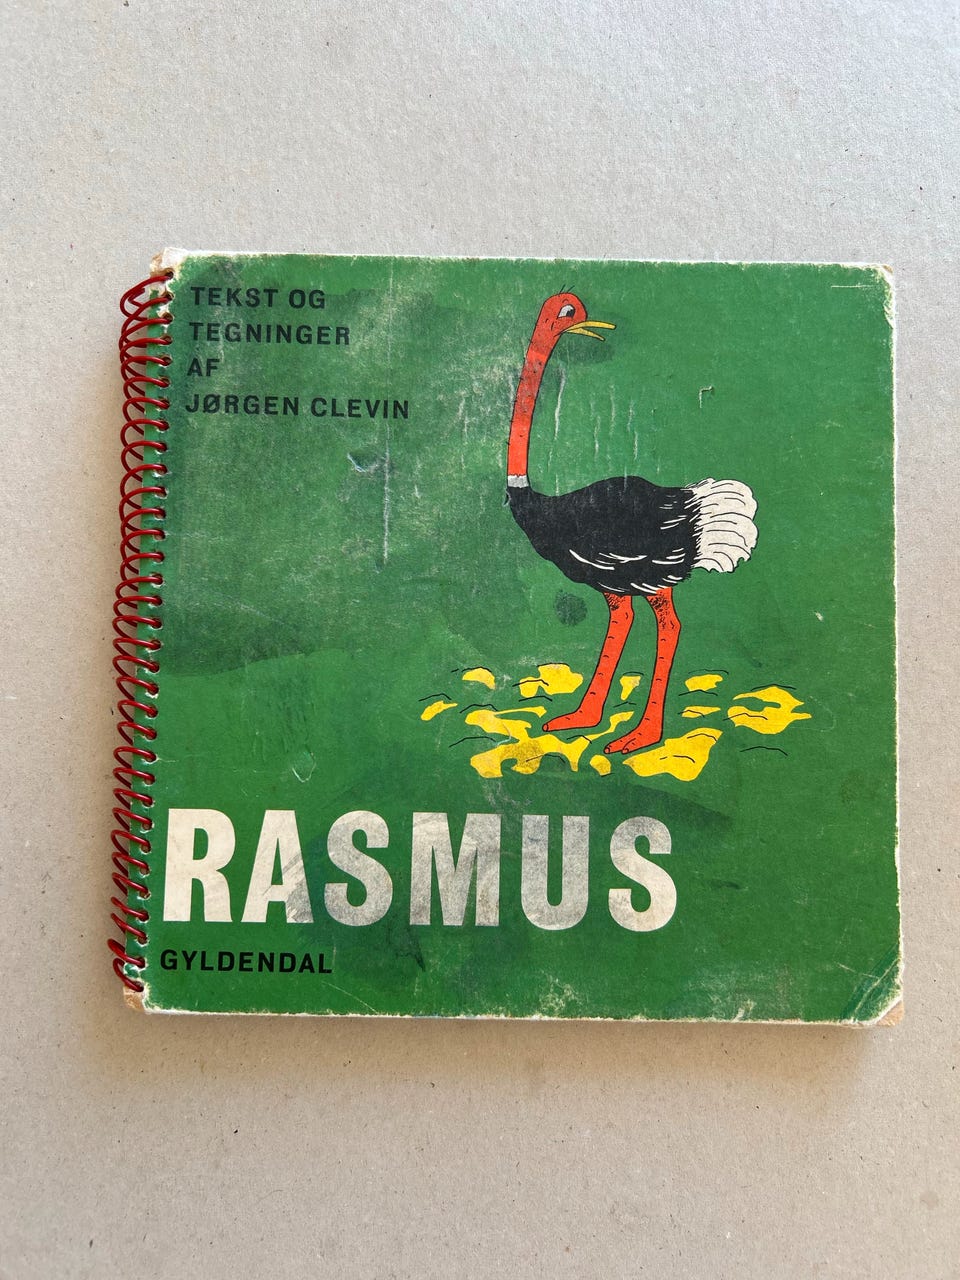 TEKST OG
TEGNINGER
AF
JØRGEN CLEVIN
RASMUS
GYLDENDAL